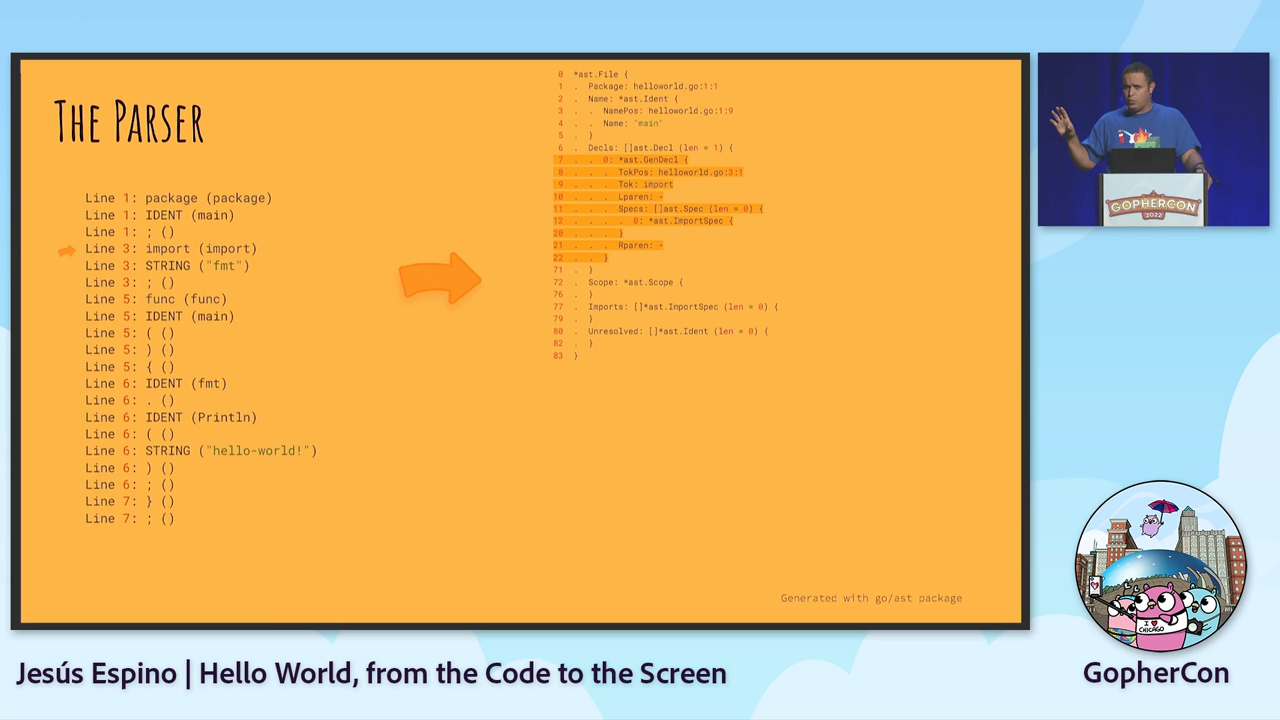 THE PARSER
Line 1: package (package)
Line 1: IDENT (main)
Line 1: ; ()
Line 3: import (import)
Line 3: STRING ("fmt")
Line 3: ; ()
Line 5: func (func)
Line 5: IDENT (main)
Line 5: ( ()
Line 5: ) ()
Line 5: { ()
Line 6: IDENT (fmt)
Line 6: . ()
Line 6: IDENT (Println)
Line 6: ( ()
Line 6: STRING ("hello-world!")
Line 6: ) ()
Line 6: ; ()
Line 7: } ()
Line 7: ; ()
0 *ast.File {
1 . Package: helloworld.go:1:1
2 . Name: *ast.Ident {
3 . . NamePos: helloworld.go:1:9
4 . . Name: "main"
5 . }
6 . Decls: []ast.Decl (len = 1) {
7 . . 0: *ast.GenDecl {
8 . . . TokPos: helloworld.go:3:1
9 . . . Tok: import
10 . . . Lparen: -
11 . . . Specs: []ast.Spec (len = 0) {
12 . . . . 0: *ast.ImportSpec {
20 . . . }
21 . . . Rparen: -
22 . . }
71 . }
72 . Scope: *ast.Scope {
76 . }
77 . Imports: []*ast.ImportSpec (len = 0) {
79 . }
80 . Unresolved: []*ast.Ident (len = 0) {
82 . }
83 }
Generated with go/ast package
GOPHERCON
2022
I ♥
CHICAGO
Jesús Espino | Hello World, from the Code to the Screen
GopherCon